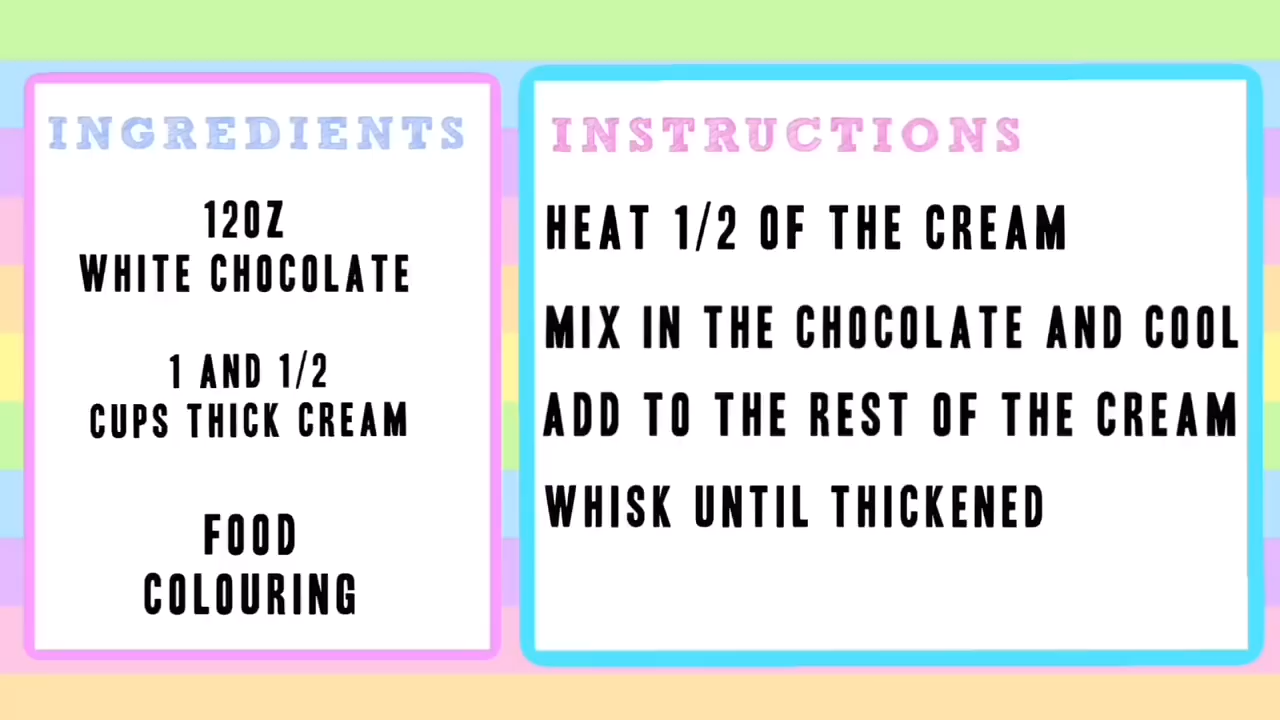 INGREDIENTS
12OZ
WHITE CHOCOLATE
1 AND 1/2
CUPS THICK CREAM
FOOD
COLOURING
INSTRUCTIONS
HEAT 1/2 OF THE CREAM
MIX IN THE CHOCOLATE AND COOL
ADD TO THE REST OF THE CREAM
WHISK UNTIL THICKENED